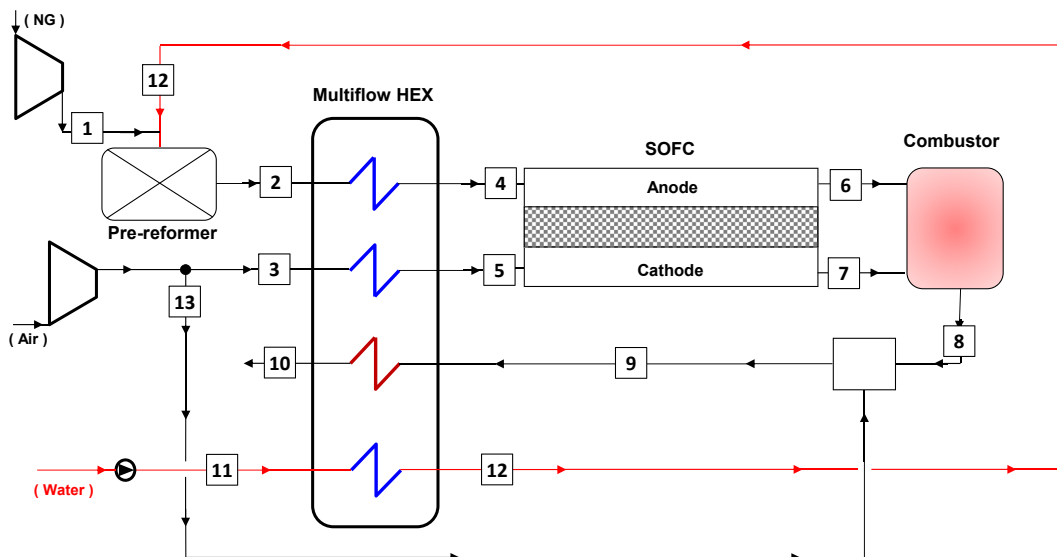 ( NG )
12
Multiflow HEX
1
SOFC
Combustor
2
4
Anode
6
Pre-reformer
3
5
Cathode
7
13
( Air )
8
10
9
11
12
( Water )